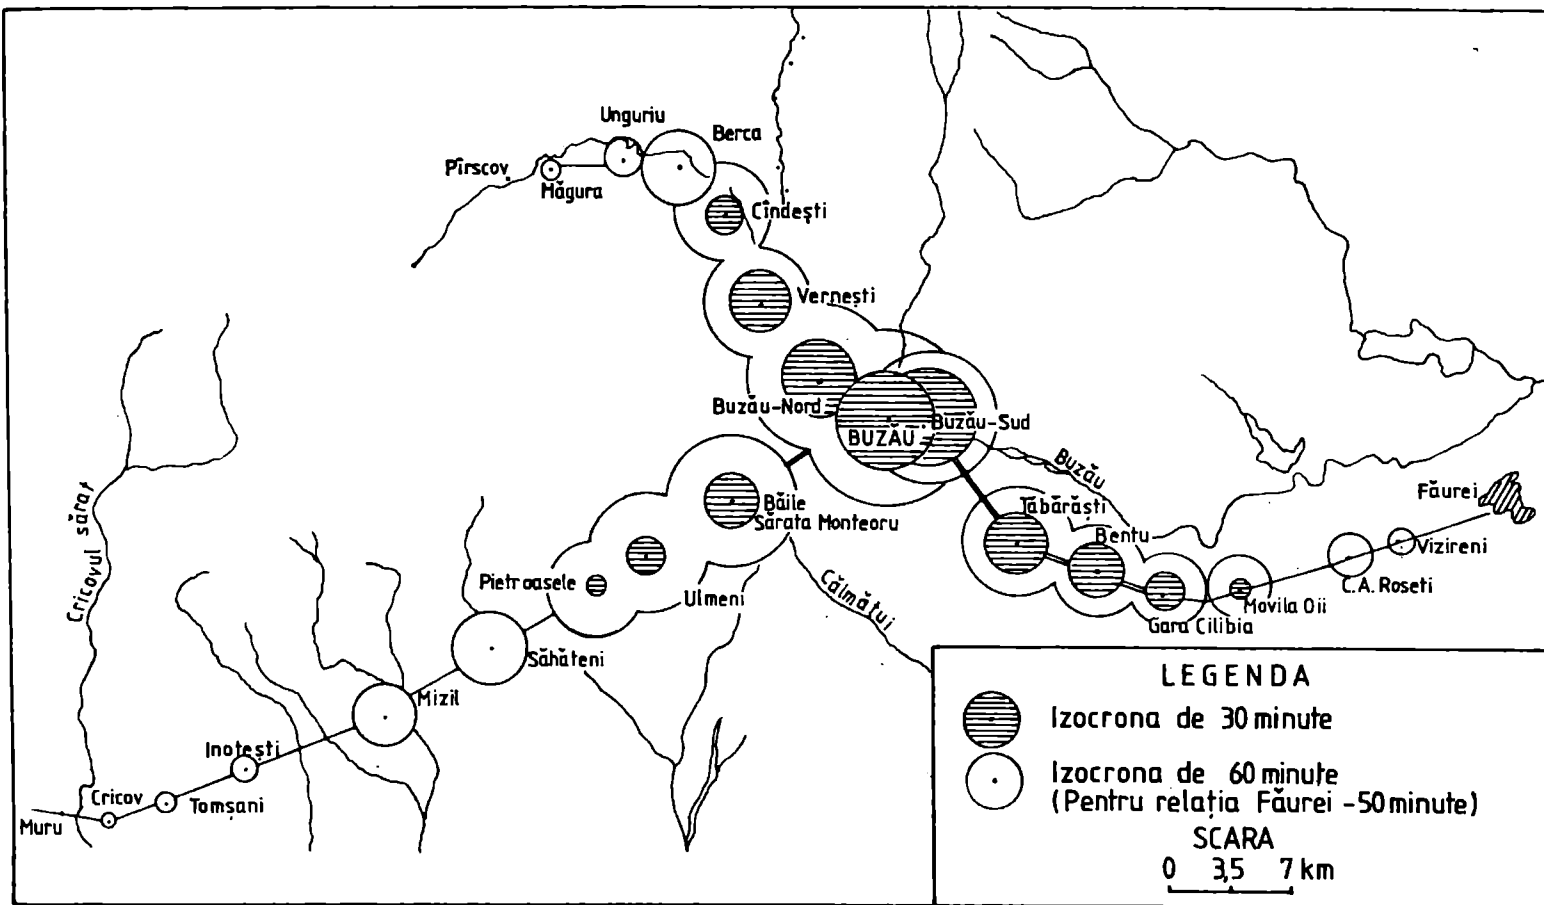 Unguriu
Berca
Pîrscov
Măgura
Cîndești
Vernești
Buzău-Nord
Buzău-Sud
BUZĂU
Buzău
Făurei
Tăbărăști
Băile
Sărata Monteoru
Bentu
Vizireni
C.A. Roseti
Cricovul sărat
Pietroasele
Ulmeni
Călmățui
Movila Oii
Gara Cilibia
Săhăteni
Mizil
Inotești
Cricov
Tomșani
Muru
LEGENDA
Izocrona de 30 minute
Izocrona de 60 minute
(Pentru relația Făurei - 50 minute)
SCARA
0 3,5 7 km